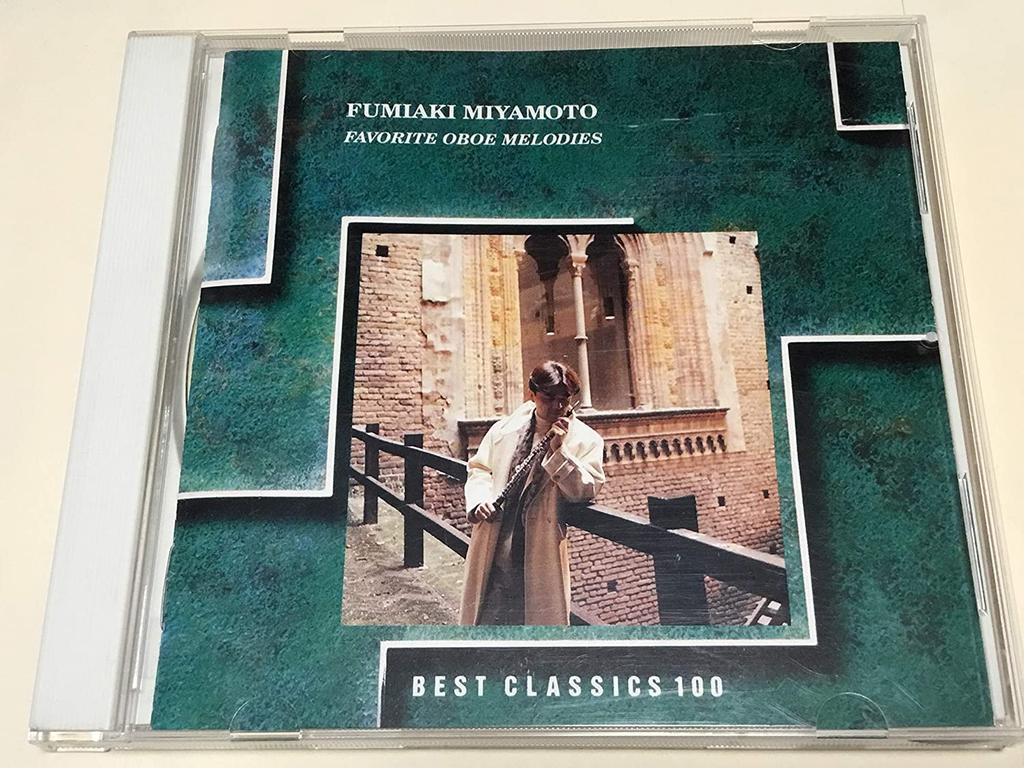 FUMIAKI MIYAMOTO
FAVORITE OBOE MELODIES
BEST CLASSICS 100